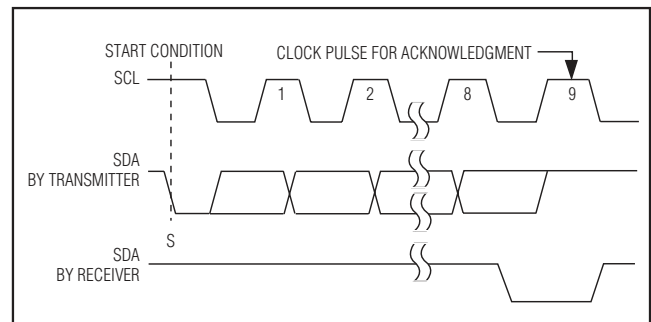 START CONDITION
CLOCK PULSE FOR ACKNOWLEDGMENT
SCL
1
2
8
9
SDA
BY TRANSMITTER
S
SDA
BY RECEIVER